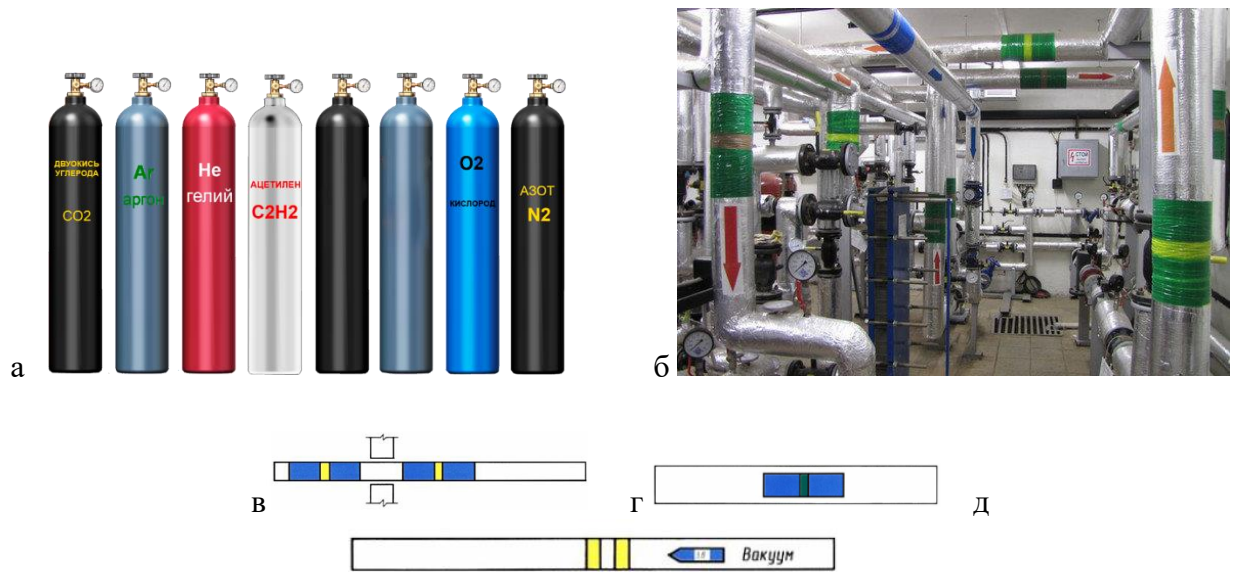 ДВУОКИСЬ
УГЛЕРОДА
CO2
Ar
аргон
He
гелий
АЦЕТИЛЕН
C2H2
O2
КИСЛОРОД
АЗОТ
N2
а
б
в
г
д
Вакуум